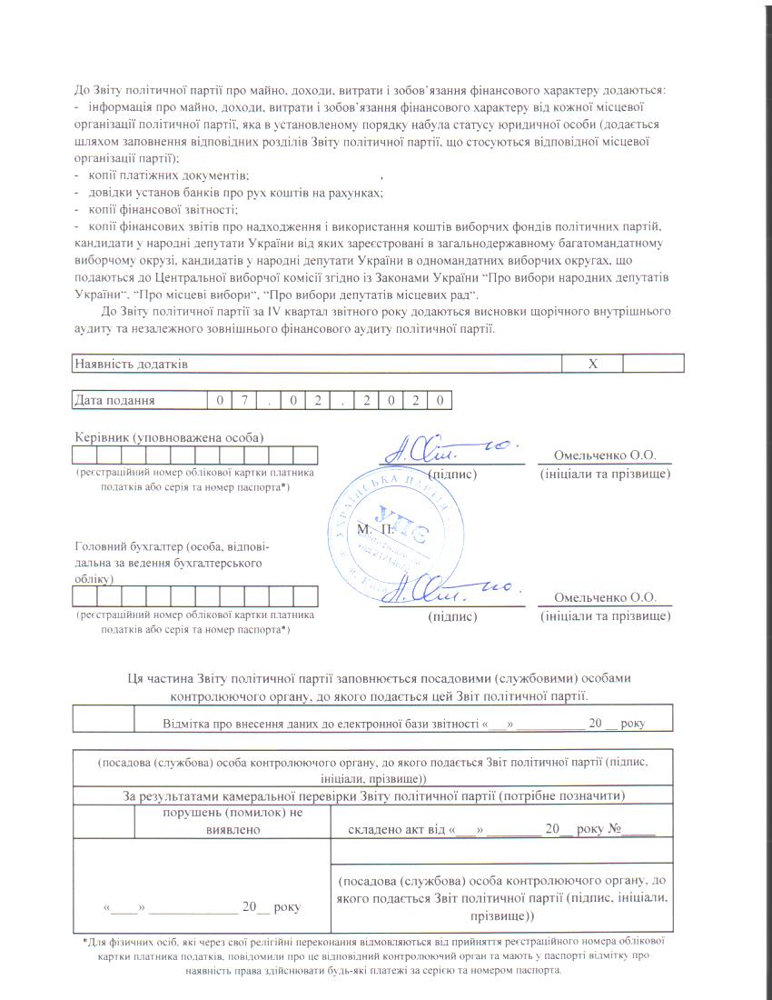 До Звіту політичної партії про майно, доходи, витрати і зобов'язання фінансового характеру додаються:
- інформація про майно, доходи, витрати і зобов'язання фінансового характеру від кожної місцевої
організації політичної партії, яка в установленому порядку набула статусу юридичної особи (додається
шляхом заповнення відповідних розділів Звіту політичної партії, що стосуються відповідної місцевої
організації партії);
- копії платіжних документів;
- довідки установ банків про рух коштів на рахунках;
- копії фінансової звітності;
- копії фінансових звітів про надходження і використання коштів виборчих фондів політичних партій,
кандидати у народні депутати України від яких зареєстровані в загальнодержавному багатомандатному
виборчому окрузі, кандидатів у народні депутати України в одномандатних виборчих округах, що
подаються до Центральної виборчої комісії згідно із Законами України “Про вибори народних депутатів
України“, “Про місцеві вибори“, “Про вибори депутатів місцевих рад“.
До Звіту політичної партії за IV квартал звітного року додаються висновки щорічного внутрішнього
аудиту та незалежного зовнішнього фінансового аудиту політичної партії.
Наявність додатків X
Дата подання 0 7 . 0 2 . 2 0 2 0
Керівник (уповноважена особа)
Омельченко О.О.
(реєстраційний номер облікової картки платника
податків або серія та номер паспорта*)
(підпис) (ініціали та прізвище)
УКРАЇНСЬКА ПАРТІЯ
УПЄ
М. П.
Головний бухгалтер (особа, відпові-
дальна за ведення бухгалтерського
обліку)
Омельченко О.О.
(реєстраційний номер облікової картки платника
податків або серія та номер паспорта*)
(підпис) (ініціали та прізвище)
Ця частина Звіту політичної партії заповнюється посадовими (службовими) особами
контролюючого органу, до якого подається цей Звіт політичної партії.
Відмітка про внесення даних до електронної бази звітності «___» ___________ 20 __ року
(посадова (службова) особа контролюючого органу, до якого подається Звіт політичної партії (підпис,
ініціали, прізвище))
За результатами камеральної перевірки Звіту політичної партії (потрібне позначити)
порушень (помилок) не
виявлено
складено акт від «___» ________ 20__ року №_____
«____» _____________ 20__ року
(посадова (службова) особа контролюючого органу, до
якого подається Звіт політичної партії (підпис, ініціали,
прізвище))
*Для фізичних осіб, які через свої релігійні переконання відмовляються від прийняття реєстраційного номера облікової
картки платника податків, повідомили про це відповідний контролюючий орган та мають у паспорті відмітку про
наявність права здійснювати будь-які платежі за серією та номером паспорта.